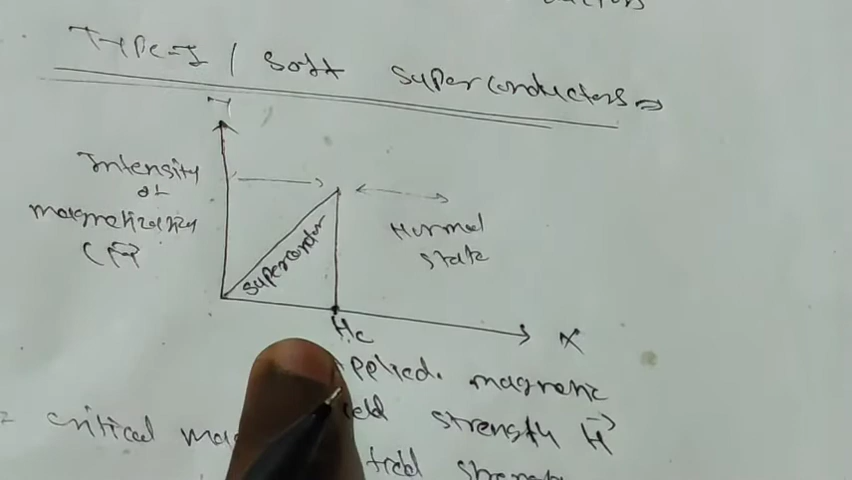 TYPE-I / Soft superconductors ⇒
Y
Intensity
of
magnetization
superconductor
Normal
state
Hc
X
Applied magnetic
field strength H
critical
field strength